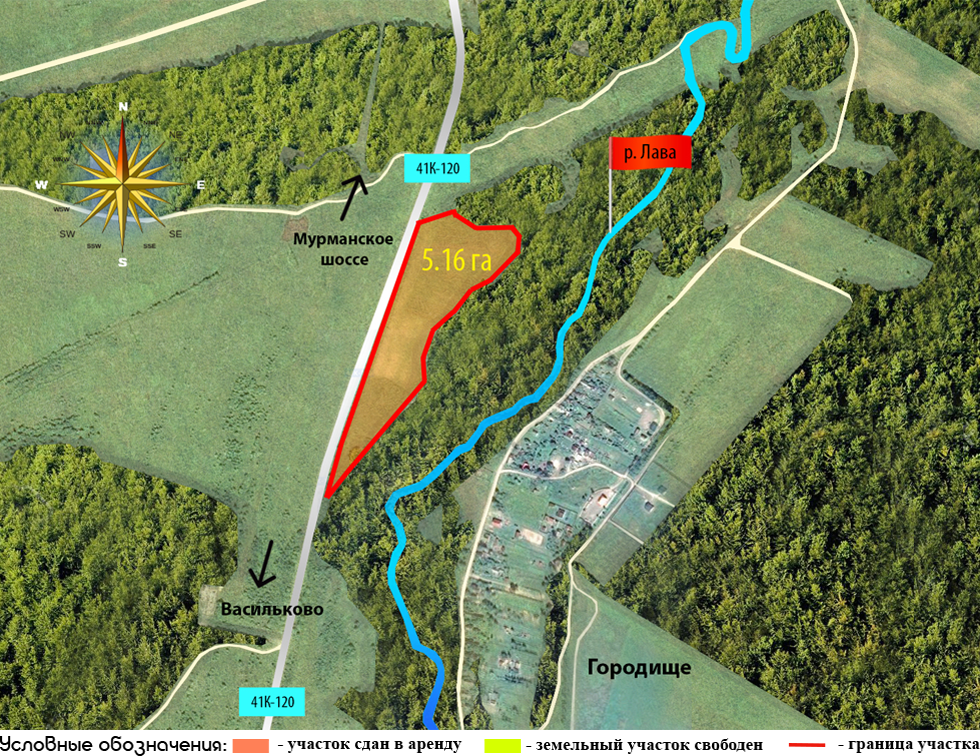 N
W
E
WSW
SW
SSW
SSE
SE
S
41К-120
р. Лава
Мурманское
шоссе
5.16 га
Васильково
Городище
41К-120
Условные обозначения:
- участок сдан в аренду
- земельный участок свободен
- граница участка